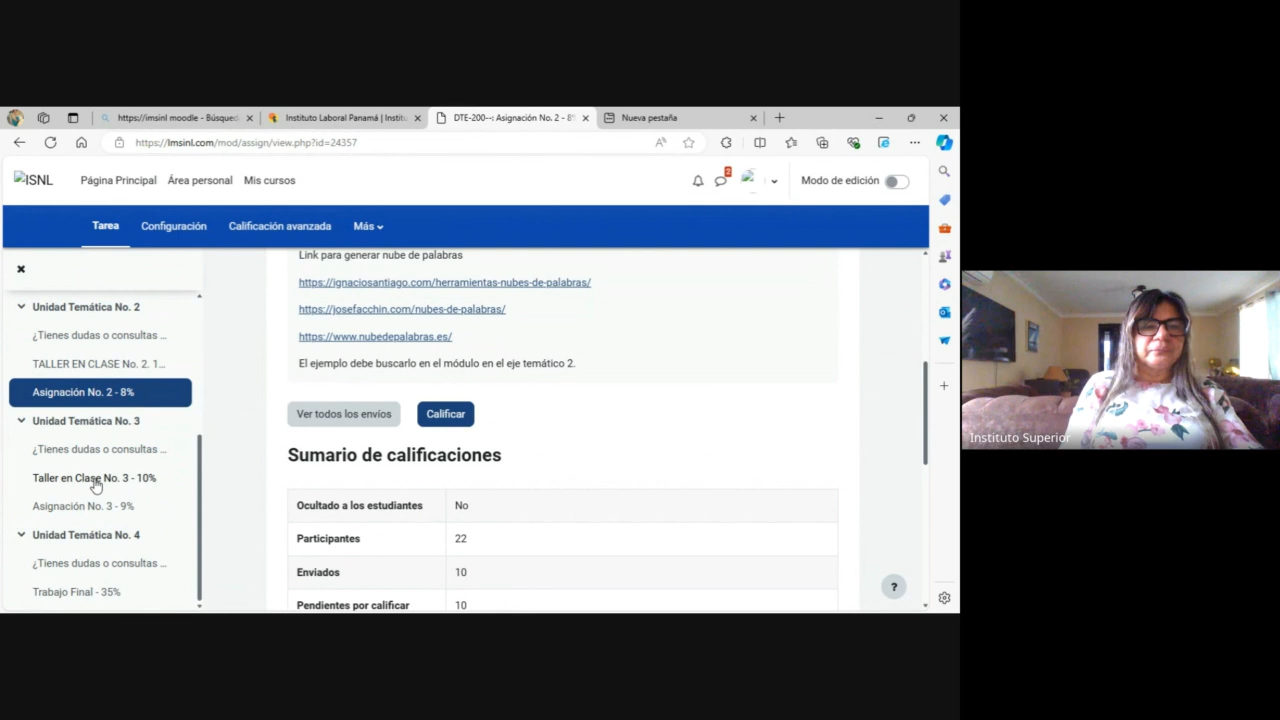 https://imsinl moodle - Búsqued
Instituto Laboral Panamá | Institu
DTE-200--: Asignación No. 2 - 8%
Nueva pestaña
https://lmsinl.com/mod/assign/view.php?id=24357
ISNL
Página Principal
Área personal
Mis cursos
2
Modo de edición
Tarea
Configuración
Calificación avanzada
Más
Unidad Temática No. 2
¿Tienes dudas o consultas ...
TALLER EN CLASE No. 2. 1...
Asignación No. 2 - 8%
Unidad Temática No. 3
¿Tienes dudas o consultas ...
Taller en Clase No. 3 - 10%
Asignación No. 3 - 9%
Unidad Temática No. 4
¿Tienes dudas o consultas ...
Trabajo Final - 35%
Link para generar nube de palabras
https://ignaciosantiago.com/herramientas-nubes-de-palabras/
https://josefacchin.com/nubes-de-palabras/
https://www.nubedepalabras.es/
El ejemplo debe buscarlo en el módulo en el eje temático 2.
Ver todos los envíos
Calificar
Sumario de calificaciones
Ocultado a los estudiantes No
Participantes 22
Enviados 10
Pendientes por calificar 10
?
Instituto Superior